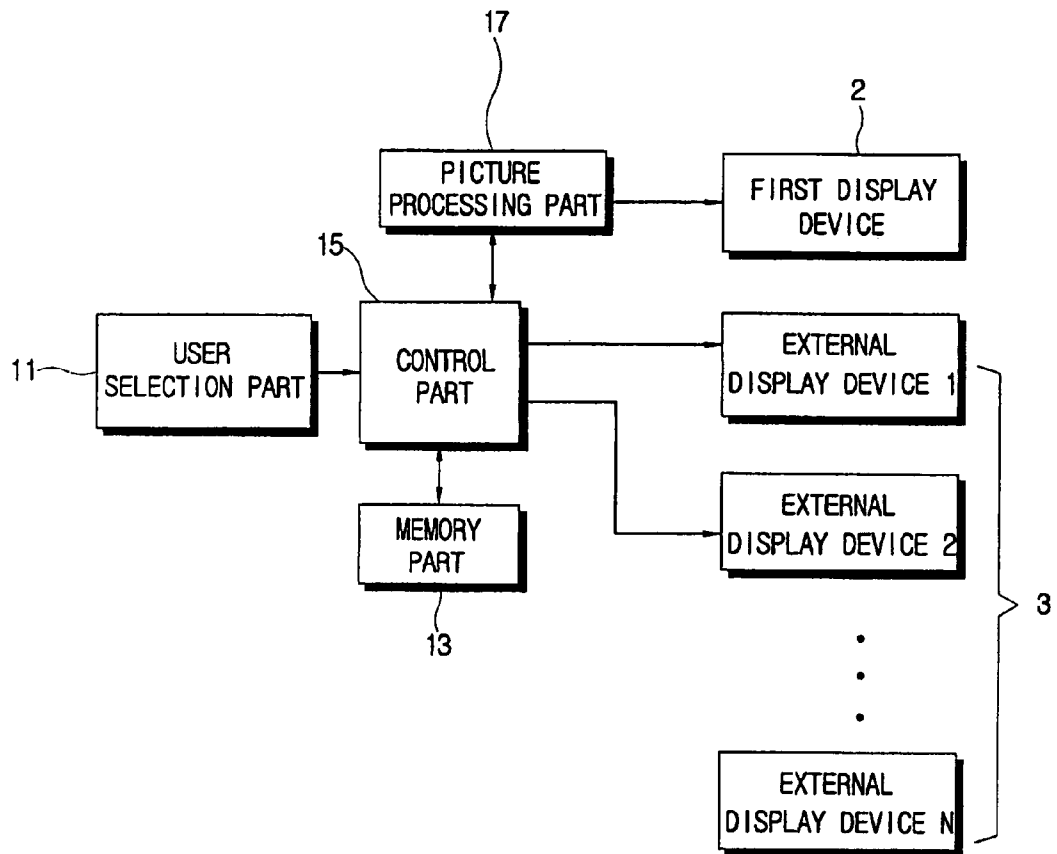 17
2
PICTURE
PROCESSING PART
FIRST DISPLAY
DEVICE
15
11
USER
SELECTION PART
CONTROL
PART
EXTERNAL
DISPLAY DEVICE 1
MEMORY
PART
13
EXTERNAL
DISPLAY DEVICE 2
3
EXTERNAL
DISPLAY DEVICE N